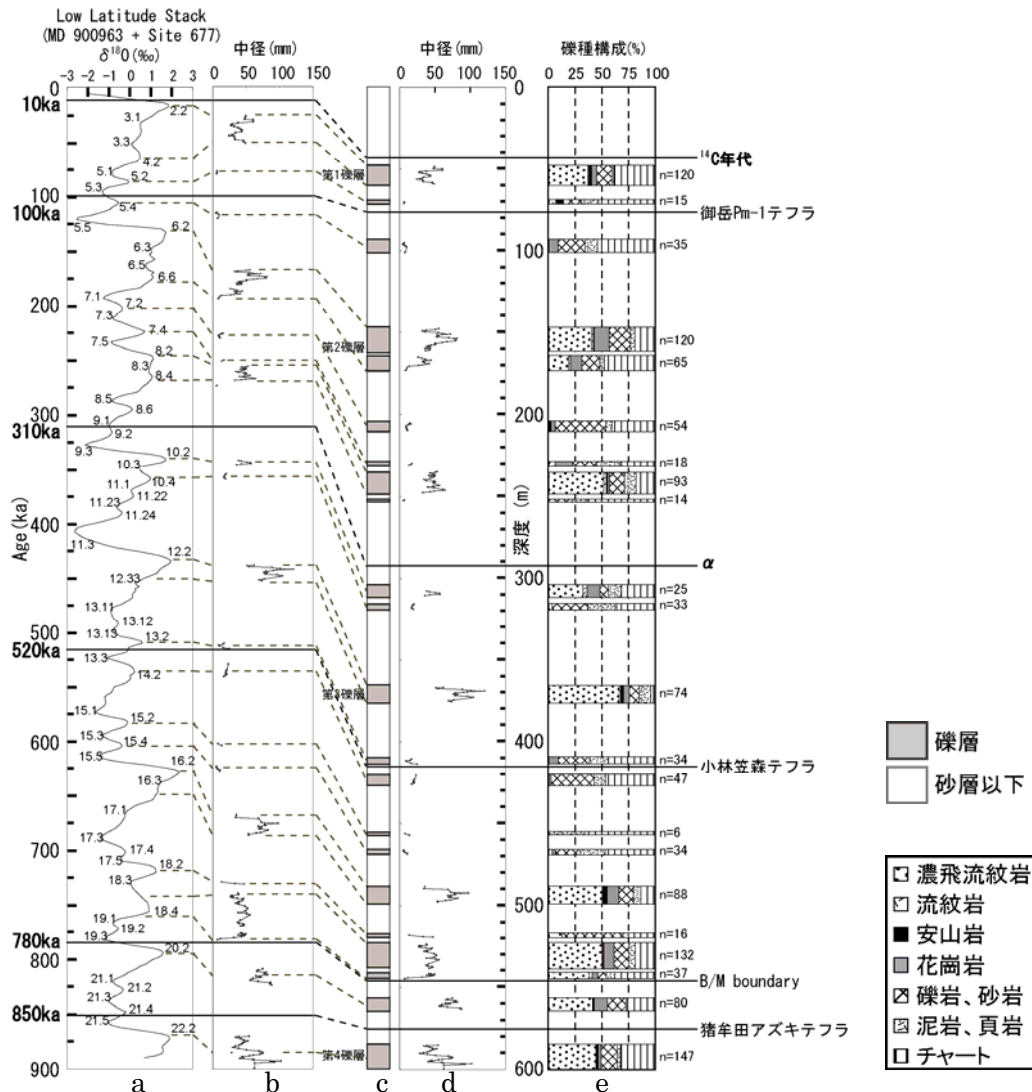 Low Latitude Stack
(MD 900963 + Site 677)
δ¹⁸O (‰)
-3 -2 -1 0 1 2 3
中径 (mm)
0 50 100 150
中径 (mm)
0 50 100 150
礫種構成(%)
0 25 50 75 100
Age(ka)
0
10ka
100
100ka
200
300
310ka
400
500
520ka
600
700
780ka
800
850ka
900
2.2
3.1
3.3
4.2
5.1
5.2
5.3
5.4
5.5
6.2
6.3
6.5
6.6
7.1
7.2
7.3
7.4
7.5
8.2
8.3
8.4
8.5
8.6
9.1
9.2
9.3
10.2
10.3
10.4
11.1
11.22
11.23
11.24
11.3
12.2
12.33
13.11
13.12
13.13
13.2
13.3
14.2
15.1
15.2
15.3
15.4
15.5
16.2
16.3
17.1
17.3
17.4
17.5
18.2
18.3
18.4
19.1
19.2
19.3
20.2
21.1
21.2
21.3
21.4
21.5
22.2
第1礫層
第2礫層
第3礫層
第4礫層
深度 (m)
0
100
200
300
400
500
600
¹⁴C年代
n=120
n=15
御岳Pm-1テフラ
n=35
n=120
n=65
n=54
n=18
n=93
n=14
α
n=25
n=33
n=74
n=34
小林笠森テフラ
n=47
n=6
n=34
n=88
n=16
n=132
n=37
B/M boundary
n=80
猪牟田アズキテフラ
n=147
a b c d e
礫層
砂層以下
濃飛流紋岩
流紋岩
安山岩
花崗岩
礫岩、砂岩
泥岩、頁岩
チャート